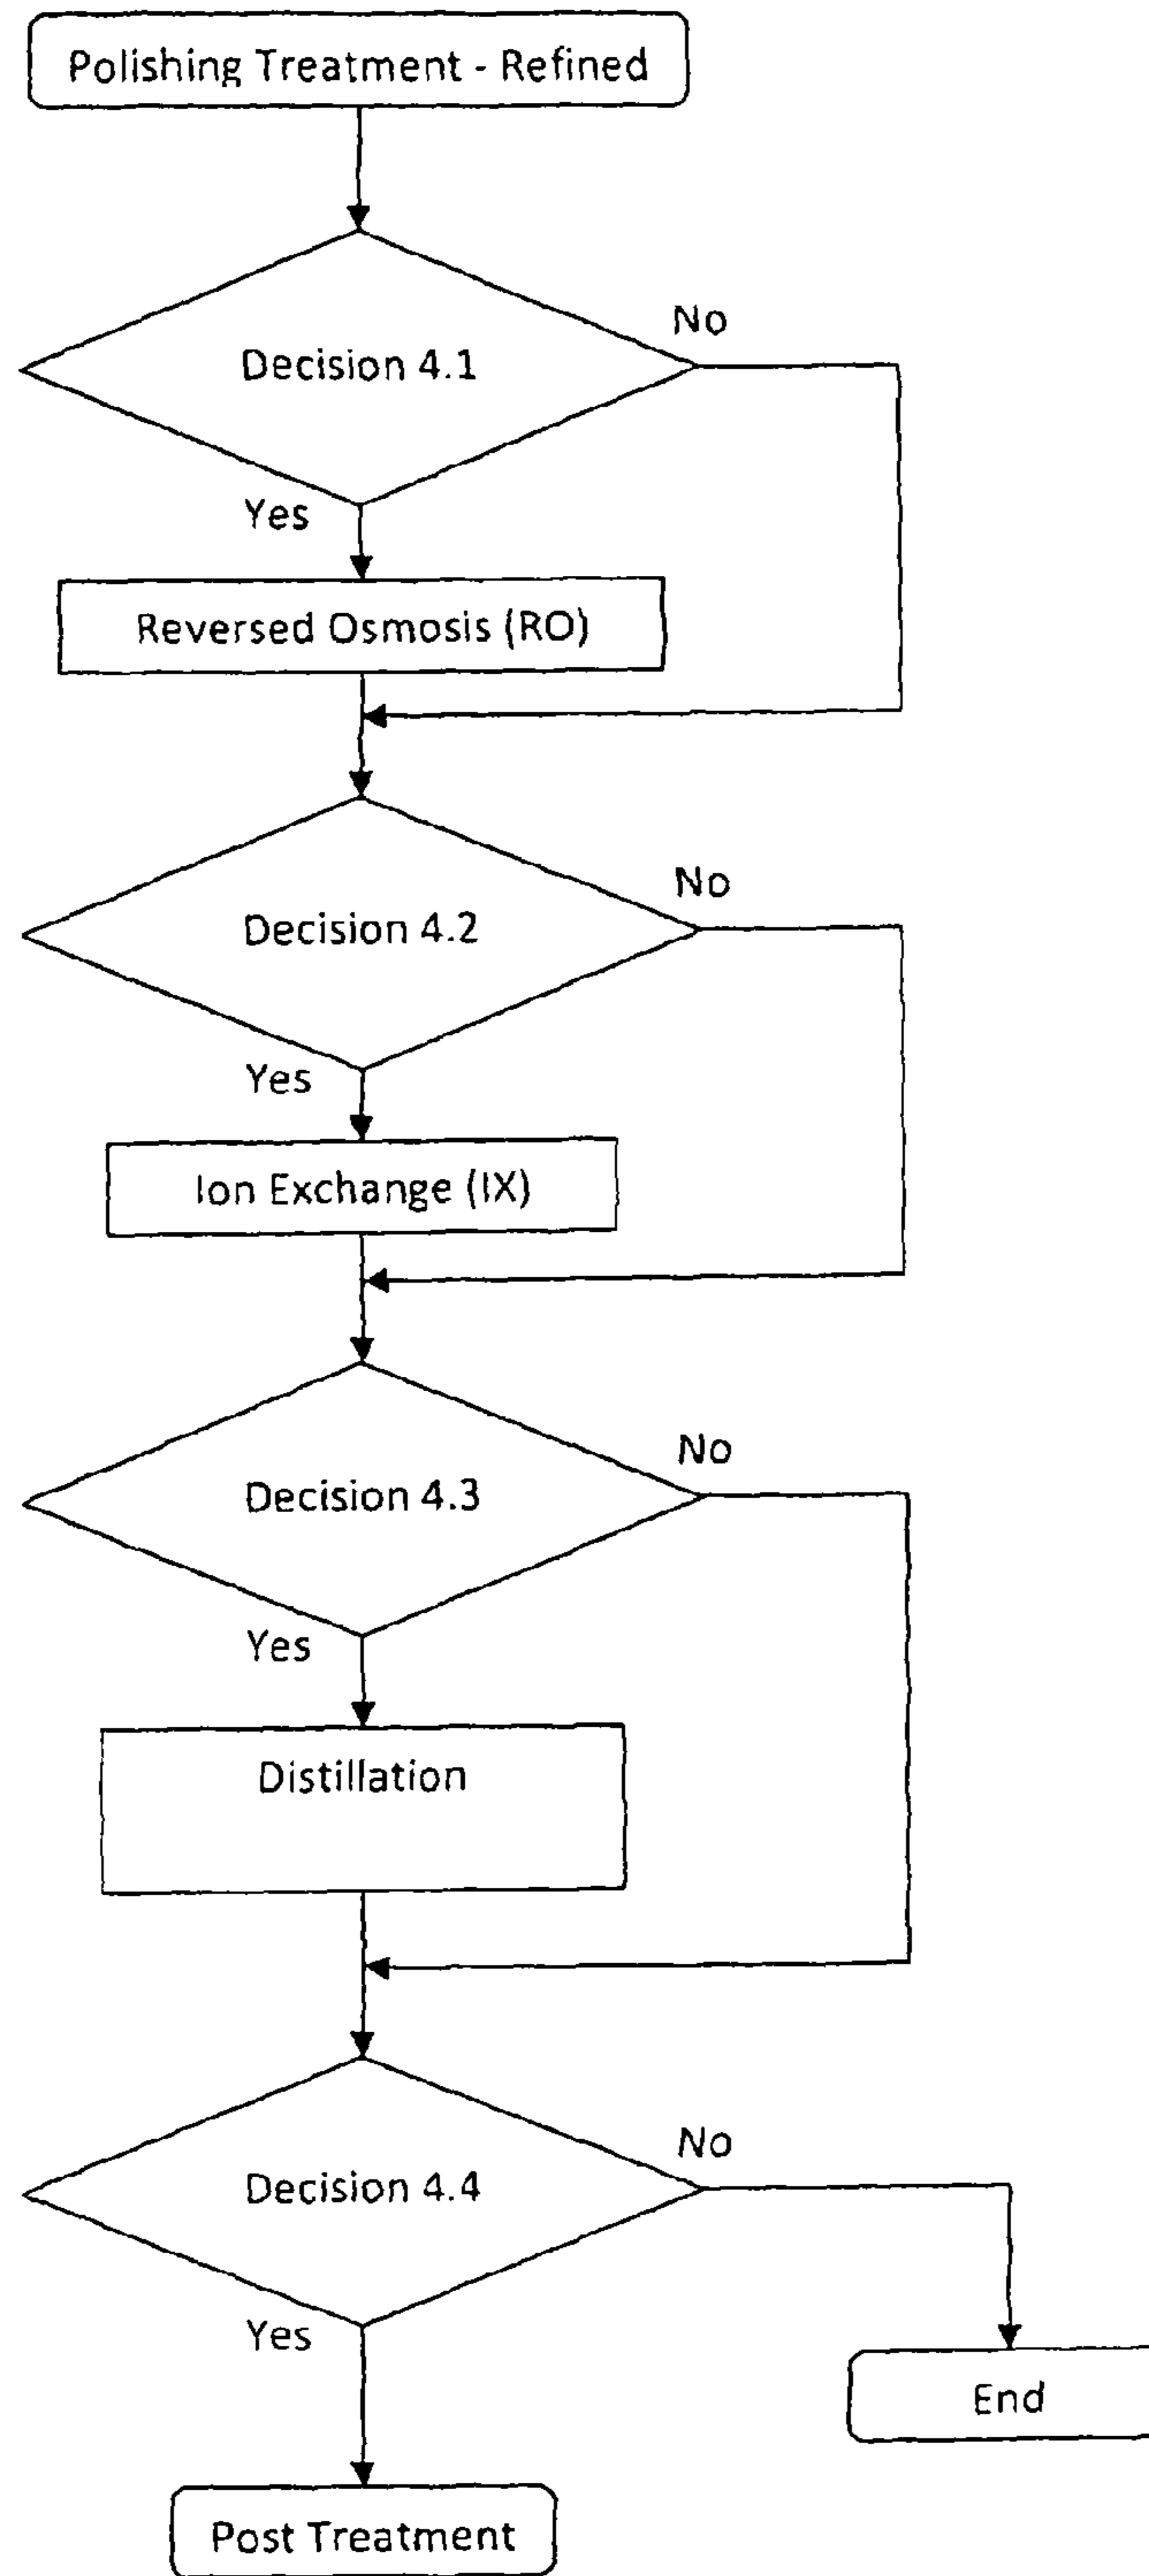 Polishing Treatment - Refined
Decision 4.1
No
Yes
Reversed Osmosis (RO)
Decision 4.2
No
Yes
Ion Exchange (IX)
Decision 4.3
No
Yes
Distillation
Decision 4.4
No
Yes
End
Post Treatment